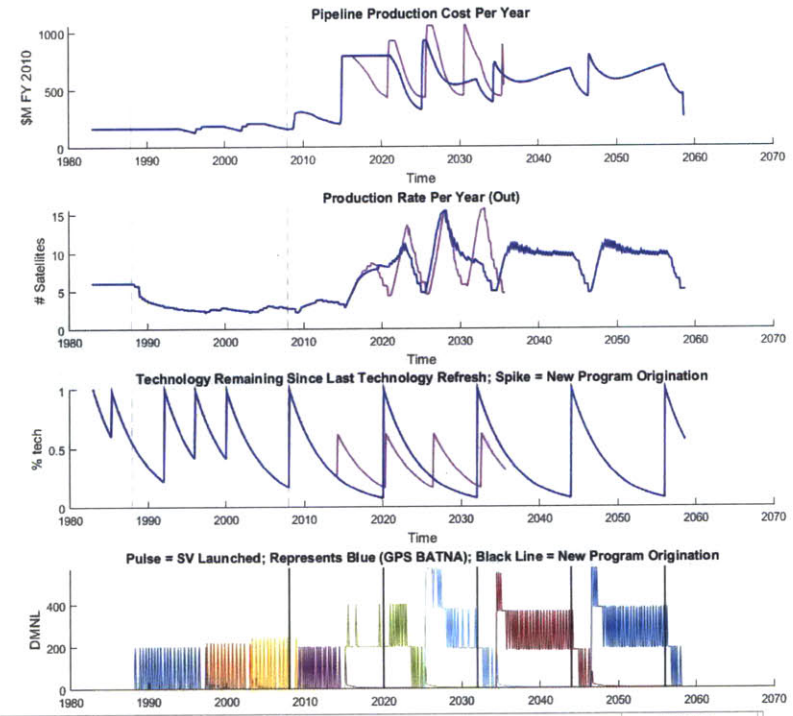 Pipeline Production Cost Per Year
$M FY 2010
1000
500
0
1980 1990 2000 2010 2020 2030 2040 2050 2060 2070
Time
Production Rate Per Year (Out)
# Satellites
15
10
5
0
1980 1990 2000 2010 2020 2030 2040 2050 2060 2070
Time
Technology Remaining Since Last Technology Refresh; Spike = New Program Origination
% tech
1
0.5
0
1980 1990 2000 2010 2020 2030 2040 2050 2060 2070
Time
Pulse = SV Launched; Represents Blue (GPS BATNA); Black Line = New Program Origination
DMNL
400
200
0
1980 1990 2000 2010 2020 2030 2040 2050 2060 2070